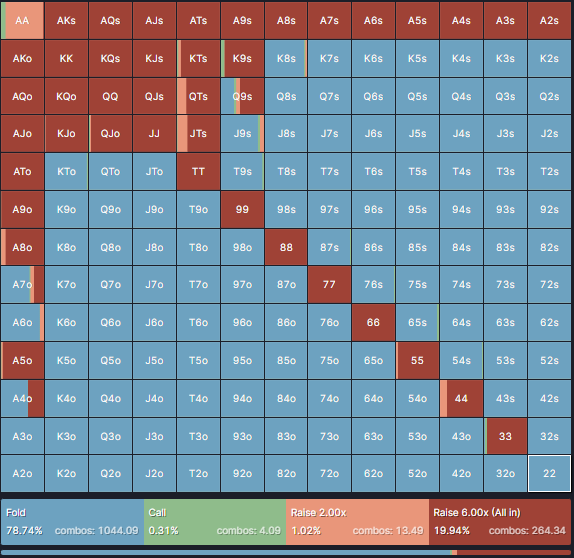 AA AKs AQs AJs ATs A9s A8s A7s A6s A5s A4s A3s A2s
AKo KK KQs KJs KTs K9s K8s K7s K6s K5s K4s K3s K2s
AQo KQo QQ QJs QTs Q9s Q8s Q7s Q6s Q5s Q4s Q3s Q2s
AJo KJo QJo JJ JTs J9s J8s J7s J6s J5s J4s J3s J2s
ATo KTo QTo JTo TT T9s T8s T7s T6s T5s T4s T3s T2s
A9o K9o Q9o J9o T9o 99 98s 97s 96s 95s 94s 93s 92s
A8o K8o Q8o J8o T8o 98o 88 87s 86s 85s 84s 83s 82s
A7o K7o Q7o J7o T7o 97o 87o 77 76s 75s 74s 73s 72s
A6o K6o Q6o J6o T6o 96o 86o 76o 66 65s 64s 63s 62s
A5o K5o Q5o J5o T5o 95o 85o 75o 65o 55 54s 53s 52s
A4o K4o Q4o J4o T4o 94o 84o 74o 64o 54o 44 43s 42s
A3o K3o Q3o J3o T3o 93o 83o 73o 63o 53o 43o 33 32s
A2o K2o Q2o J2o T2o 92o 82o 72o 62o 52o 42o 32o 22
Fold Call Raise 2.00x Raise 6.00x (All in)
78.74% combos: 1044.09 0.31% combos: 4.09 1.02% combos: 13.49 19.94% combos: 264.34